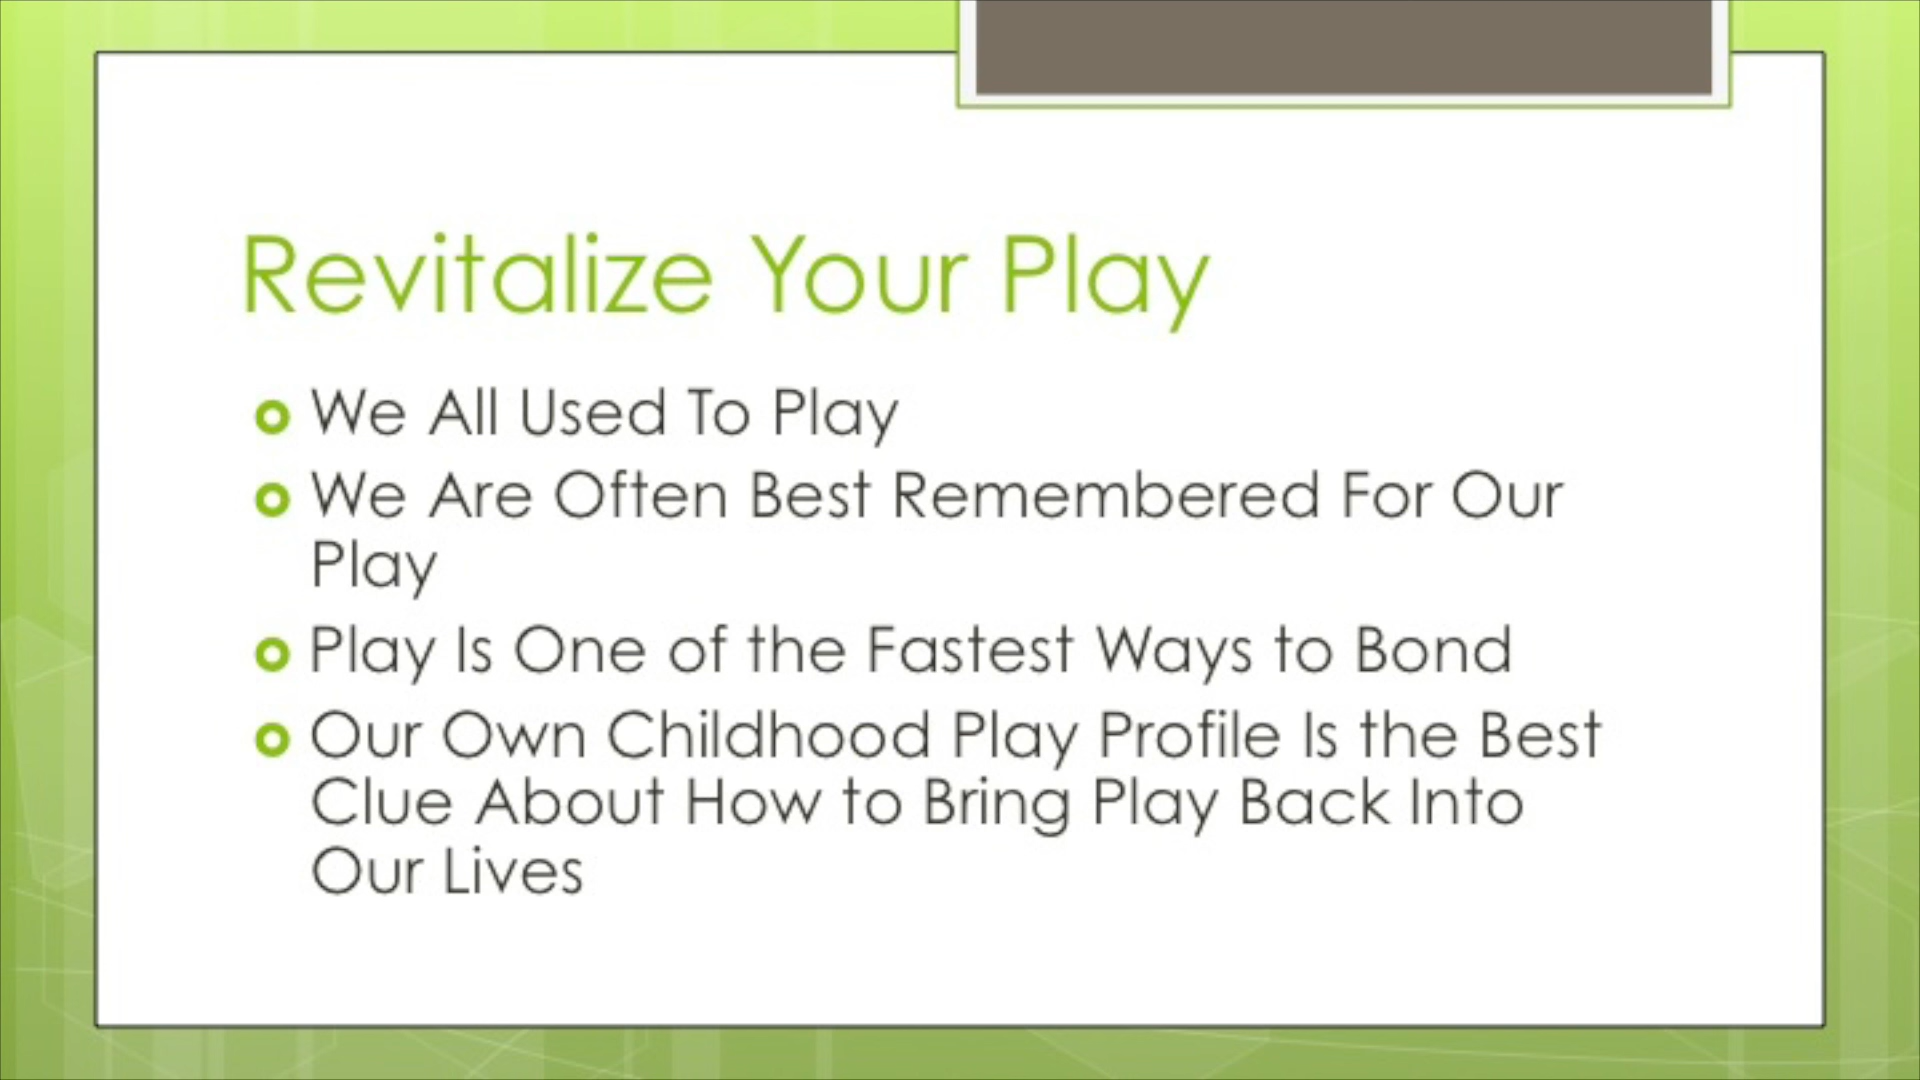 Revitalize Your Play
We All Used To Play
We Are Often Best Remembered For Our
Play
Play Is One of the Fastest Ways to Bond
Our Own Childhood Play Profile Is the Best
Clue About How to Bring Play Back Into
Our Lives